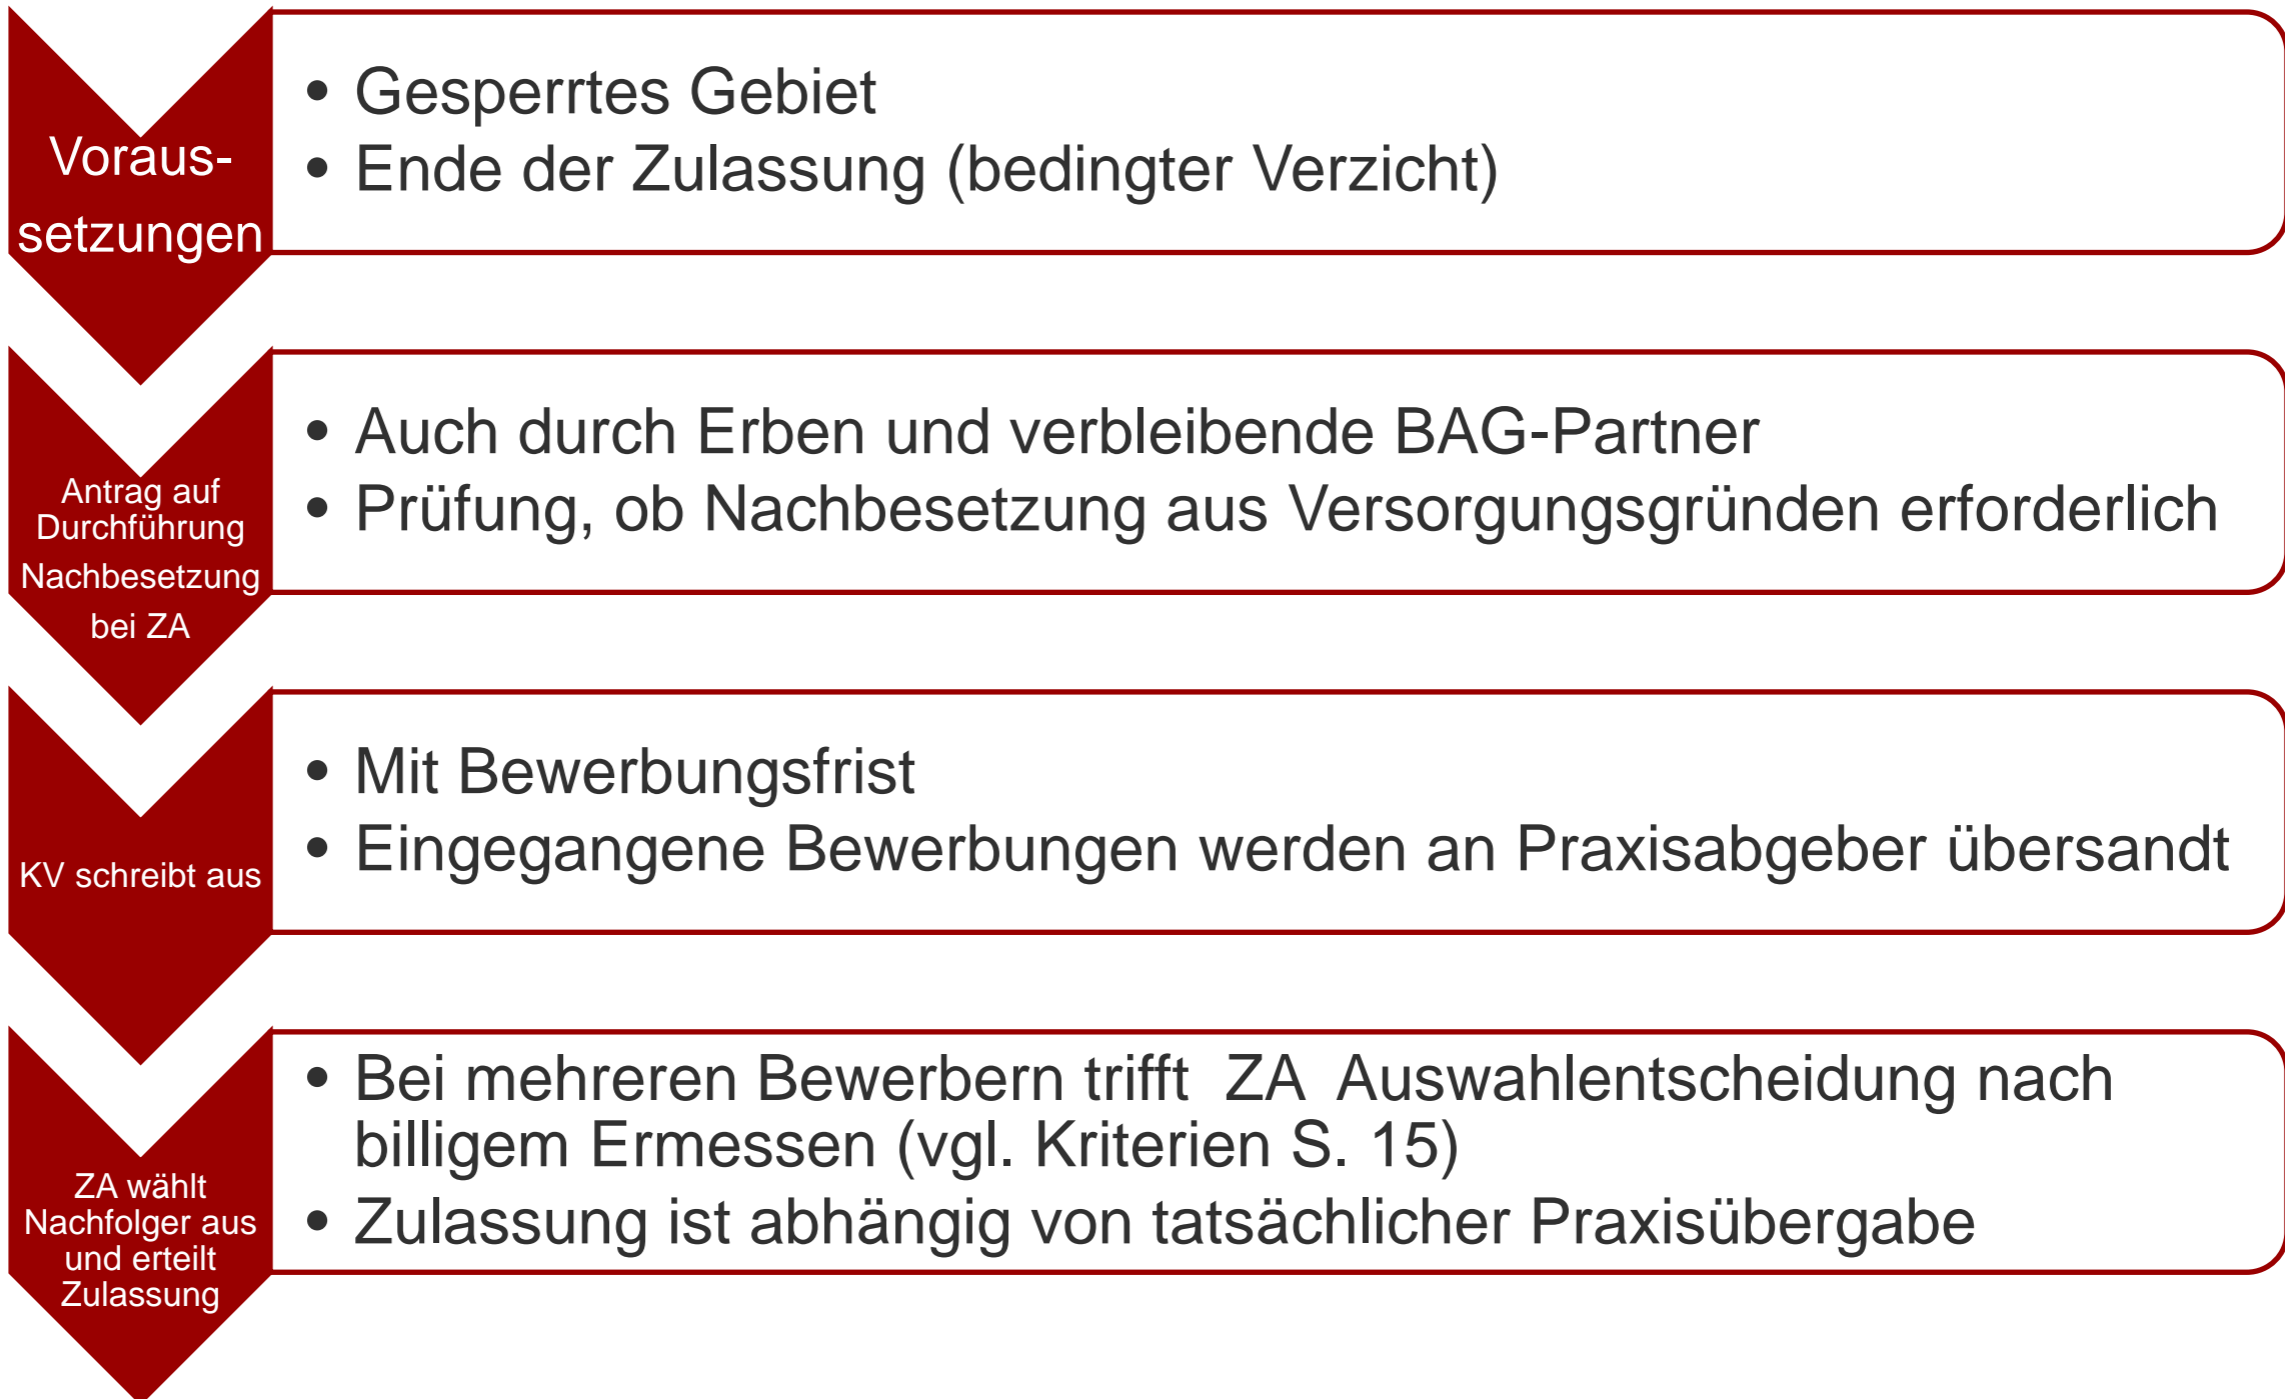 Voraus-
setzungen
• Gesperrtes Gebiet
• Ende der Zulassung (bedingter Verzicht)
Antrag auf
Durchführung
Nachbesetzung
bei ZA
• Auch durch Erben und verbleibende BAG-Partner
• Prüfung, ob Nachbesetzung aus Versorgungsgründen erforderlich
KV schreibt aus
• Mit Bewerbungsfrist
• Eingegangene Bewerbungen werden an Praxisabgeber übersandt
ZA wählt
Nachfolger aus
und erteilt
Zulassung
• Bei mehreren Bewerbern trifft  ZA  Auswahlentscheidung nach
billigem Ermessen (vgl. Kriterien S. 15)
• Zulassung ist abhängig von tatsächlicher Praxisübergabe